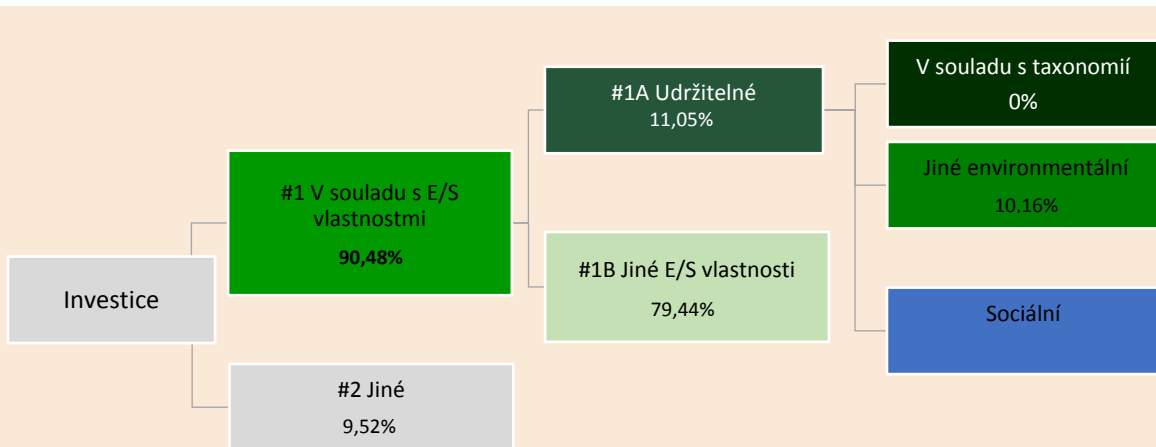 Investice
#1 V souladu s E/S
vlastnostmi
90,48%
#2 Jiné
9,52%
#1A Udržitelné
11,05%
#1B Jiné E/S vlastnosti
79,44%
V souladu s taxonomií
0%
Jiné environmentální
10,16%
Sociální